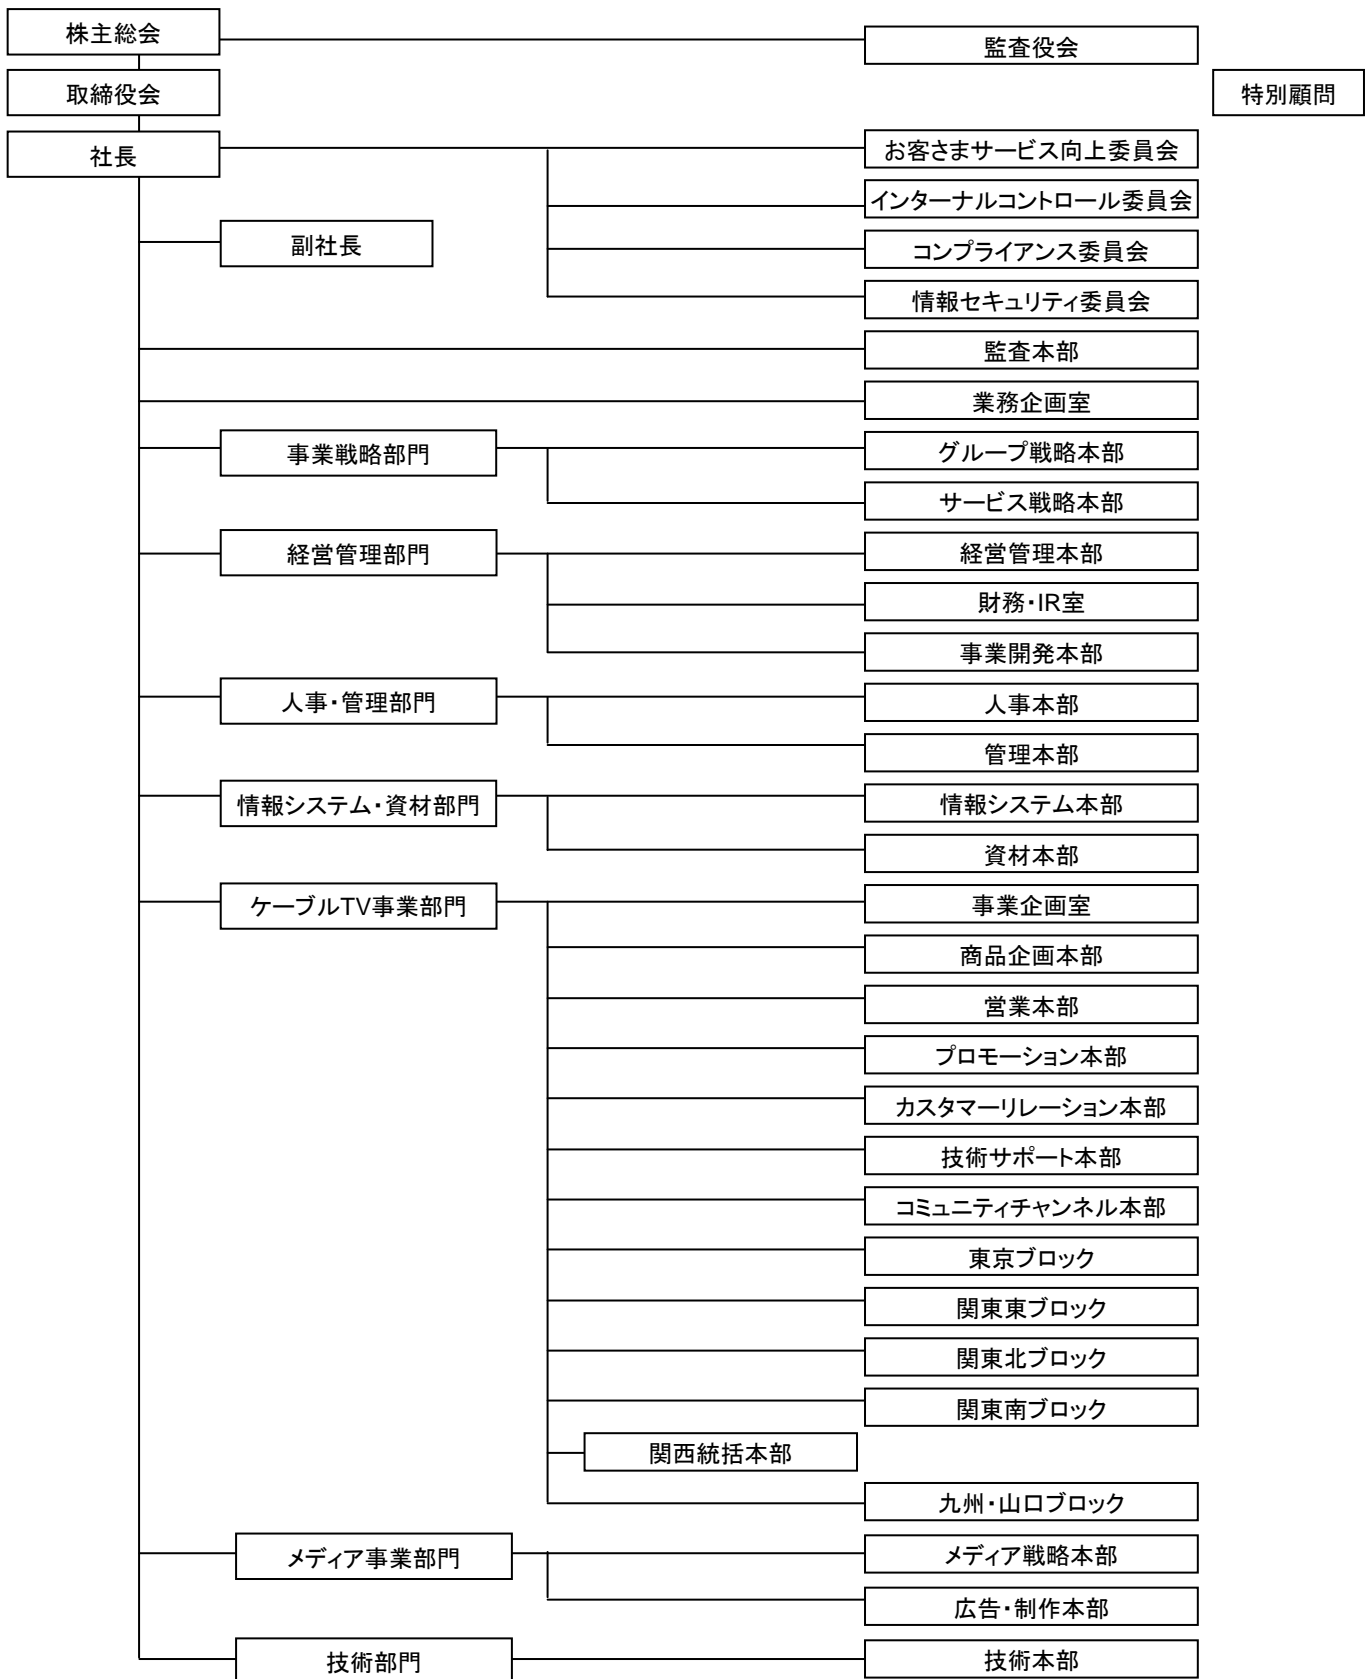 株主総会
監査役会
取締役会
特別顧問
社長
お客さまサービス向上委員会
インターナルコントロール委員会
副社長
コンプライアンス委員会
情報セキュリティ委員会
監査本部
業務企画室
事業戦略部門
グループ戦略本部
サービス戦略本部
経営管理部門
経営管理本部
財務・IR室
事業開発本部
人事・管理部門
人事本部
管理本部
情報システム・資材部門
情報システム本部
資材本部
ケーブルTV事業部門
事業企画室
商品企画本部
営業本部
プロモーション本部
カスタマーリレーション本部
技術サポート本部
コミュニティチャンネル本部
東京ブロック
関東東ブロック
関東北ブロック
関東南ブロック
関西統括本部
九州・山口ブロック
メディア事業部門
メディア戦略本部
広告・制作本部
技術部門
技術本部